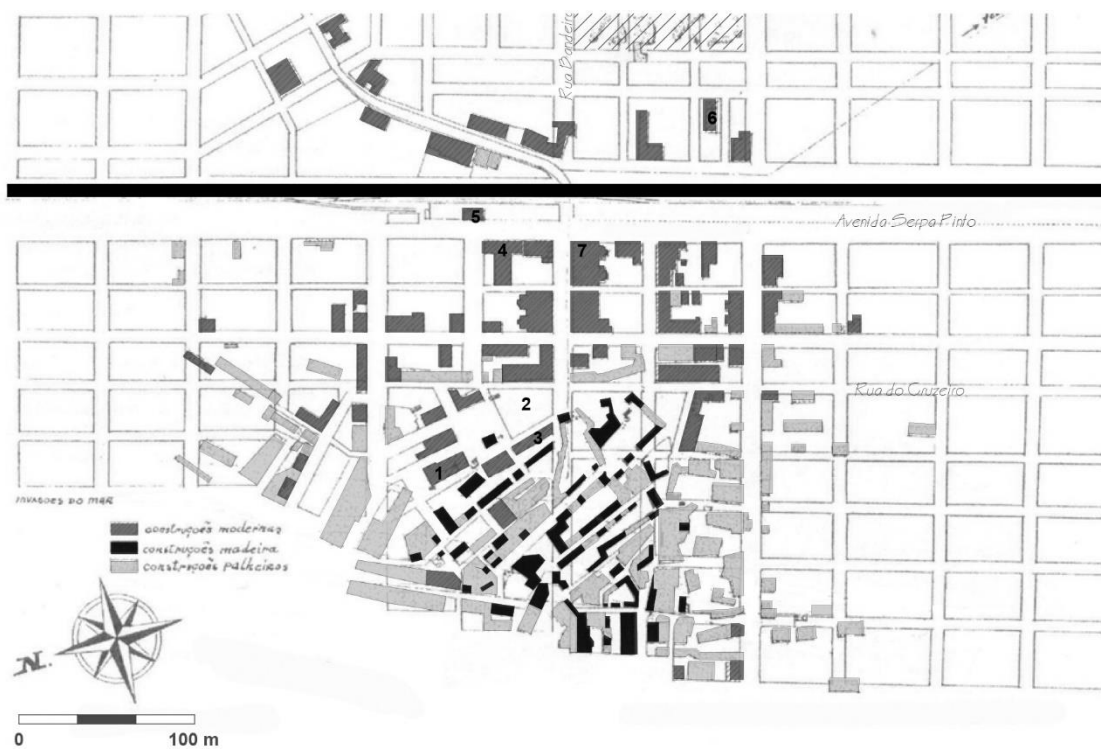 Rua Bandeira
6
5
Avenida Serpa Pinto
4
7
2
Rua do Cruzeiro
3
1
INVASÕES DO MAR
construções modernas
construções madeira
construções palheiros
N.
0 100 m